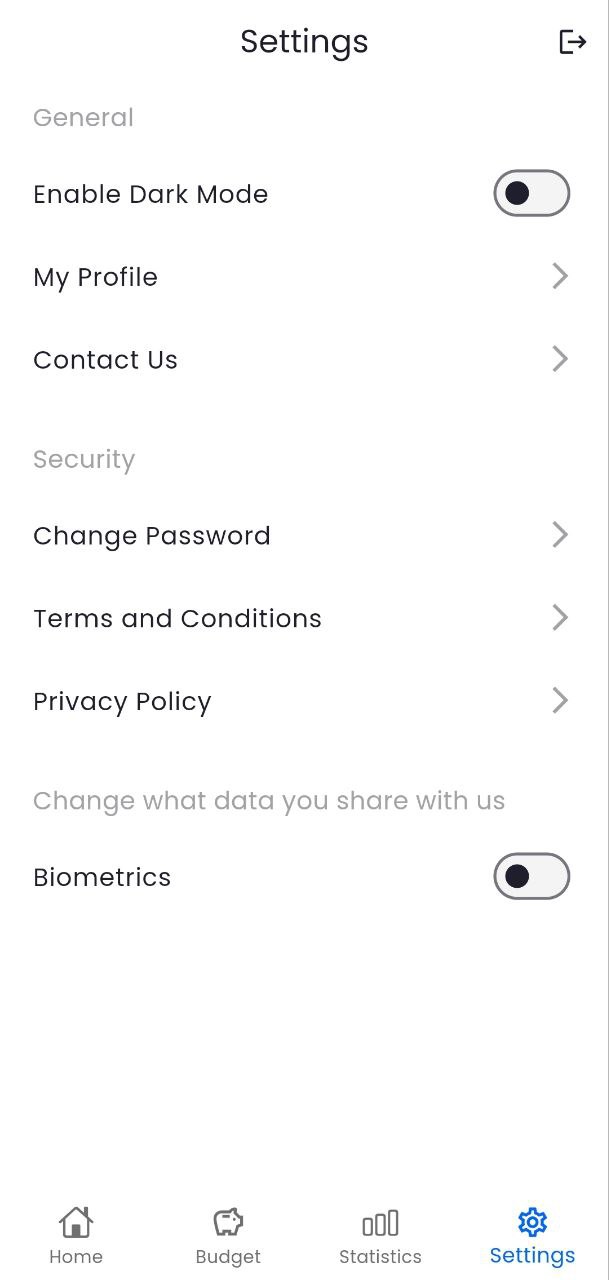 Settings
General
Enable Dark Mode
My Profile
Contact Us
Security
Change Password
Terms and Conditions
Privacy Policy
Change what data you share with us
Biometrics
Home
Budget
Statistics
Settings